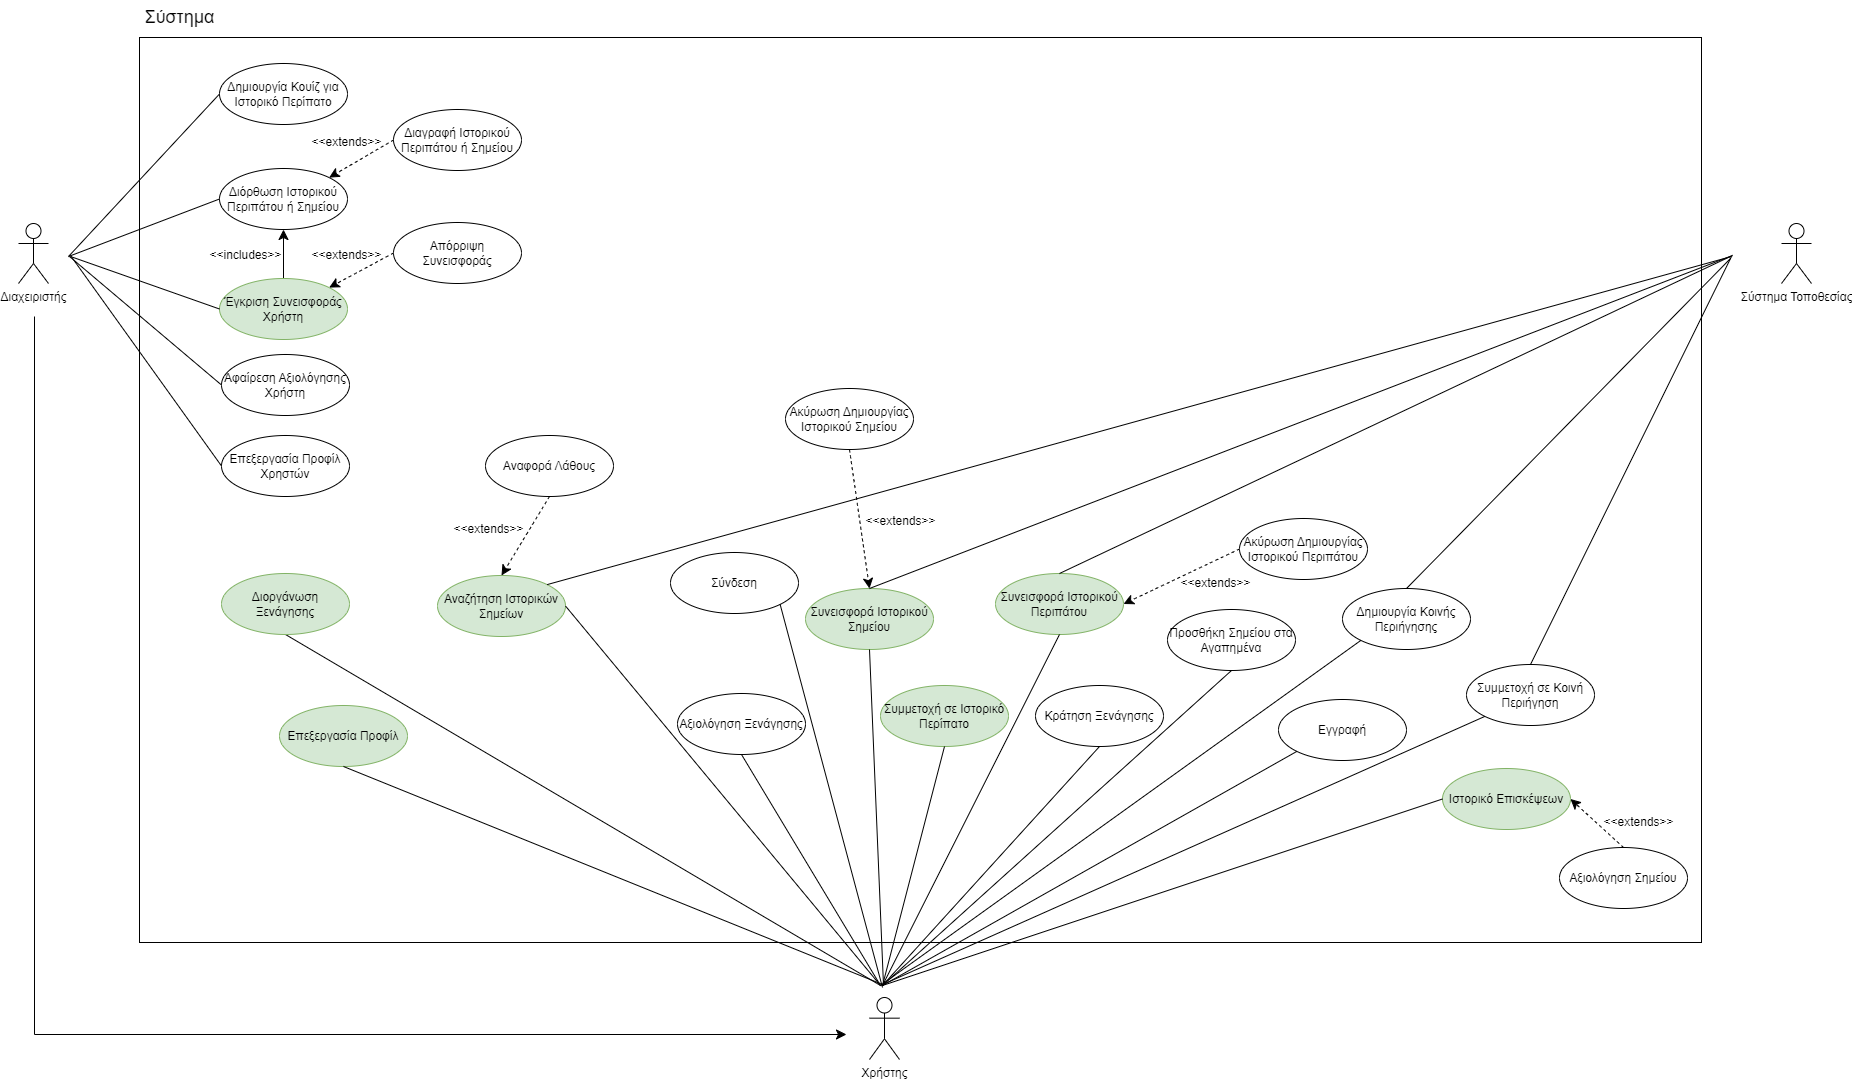 Σύστημα
Δημιουργία Κουίζ για
Ιστορικό Περίπατο
<<extends>>
Διαγραφή Ιστορικού
Περιπάτου ή Σημείου
Διόρθωση Ιστορικού
Περιπάτου ή Σημείου
<<includes>>
<<extends>>
Απόρριψη
Συνεισφοράς
Διαχειριστής
Σύστημα Τοποθεσίας
Έγκριση Συνεισφοράς
Χρήστη
Αφαίρεση Αξιολόγησης
Χρήστη
Επεξεργασία Προφίλ
Χρηστών
Αναφορά Λάθους
Ακύρωση Δημιουργίας
Ιστορικού Σημείου
<<extends>>
<<extends>>
Ακύρωση Δημιουργίας
Ιστορικού Περιπάτου
<<extends>>
Διοργάνωση
Ξενάγησης
Αναζήτηση Ιστορικών
Σημείων
Σύνδεση
Συνεισφορά Ιστορικού
Σημείου
Συνεισφορά Ιστορικού
Περιπάτου
Προσθήκη Σημείου στα
Αγαπημένα
Δημιουργία Κοινής
Περιήγησης
Συμμετοχή σε Κοινή
Περιήγηση
Επεξεργασία Προφίλ
Αξιολόγηση Ξενάγησης
Συμμετοχή σε Ιστορικό
Περίπατο
Κράτηση Ξενάγησης
Εγγραφή
Ιστορικό Επισκέψεων
<<extends>>
Αξιολόγηση Σημείου
Χρήστης